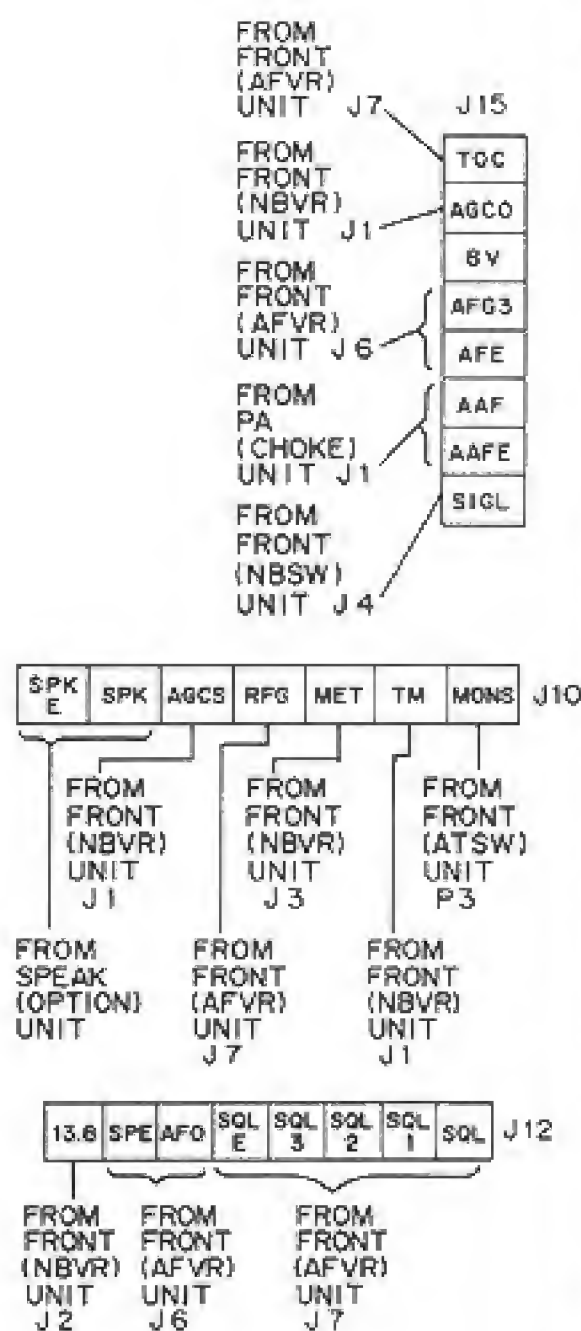 FROM
FRONT
(AFVR)
UNIT J7
J15
TGC
FROM
FRONT
(NBVR)
UNIT J1
AGCO
8V
FROM
FRONT
(AFVR)
UNIT J6
AFG3
AFE
FROM
PA
(CHOKE)
UNIT J1
AAF
AAFE
FROM
FRONT
(NBSW)
UNIT J4
SIGL
SPK E SPK AGCS RFG MET TM MONS J10
FROM
FRONT
(NBVR)
UNIT
J1
FROM
FRONT
(NBVR)
UNIT
J3
FROM
FRONT
(ATSW)
UNIT
P3
FROM
SPEAK
(OPTION)
UNIT
FROM
FRONT
(AFVR)
UNIT
J7
FROM
FRONT
(NBVR)
UNIT
J1
13.8 SPE AFO SQL E SQL 3 SQL 2 SQL 1 SQL J12
FROM
FRONT
(NBVR)
UNIT
J2
FROM
FRONT
(AFVR)
UNIT
J6
FROM
FRONT
(AFVR)
UNIT
J7